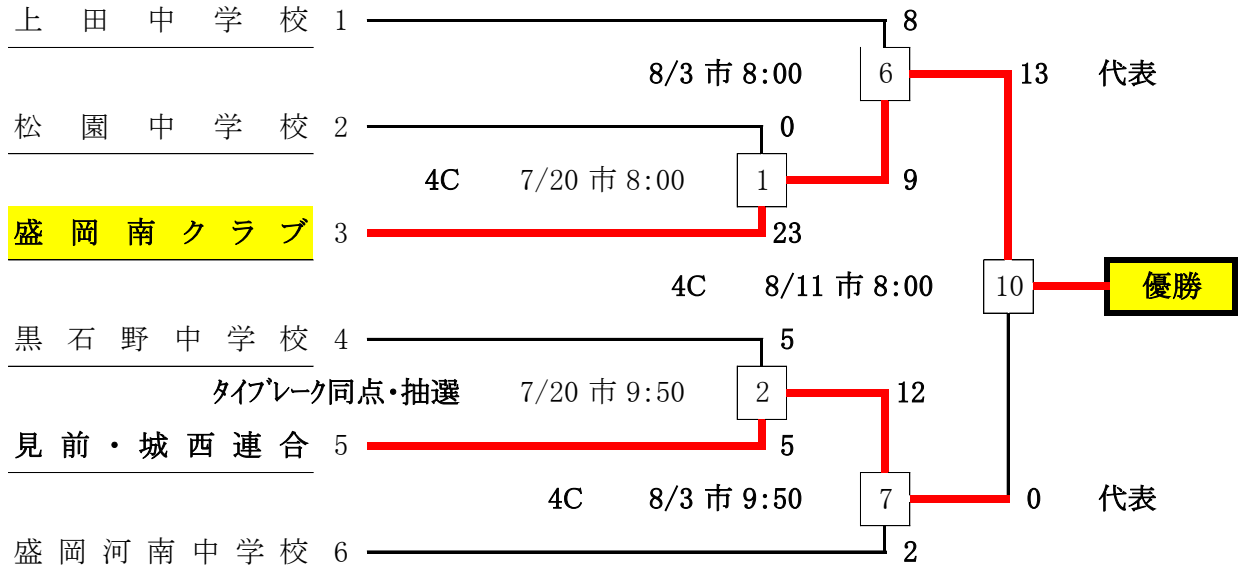 上田中学校 1 8
8/3 市 8:00 6 13 代表
松園中学校 2 0
4C 7/20 市 8:00 1 9
盛岡南クラブ 3 23
4C 8/11 市 8:00 10 優勝
黒石野中学校 4 5
タイブレーク同点・抽選 7/20 市 9:50 2 12
見前・城西連合 5 5
4C 8/3 市 9:50 7 0 代表
盛岡河南中学校 6 2